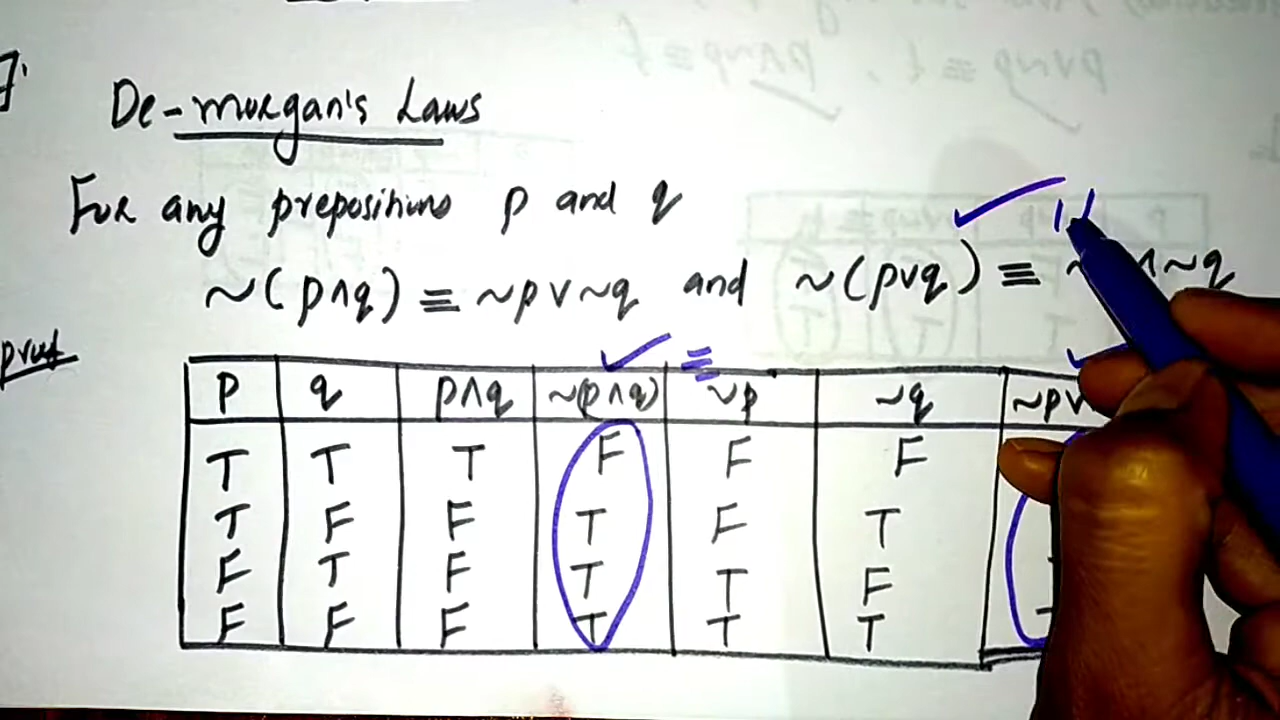 De-morgan's Laws
For any prepositions p and q
~(p∧q) ≡ ~p∨~q and ~(p∨q) ≡ ~ ∧~q
proof
p q p∧q ~(p∧q) ≡ ~p ~q ~p∨
T T T F F F
T F F T F T
F T F T T F
F F F T T T